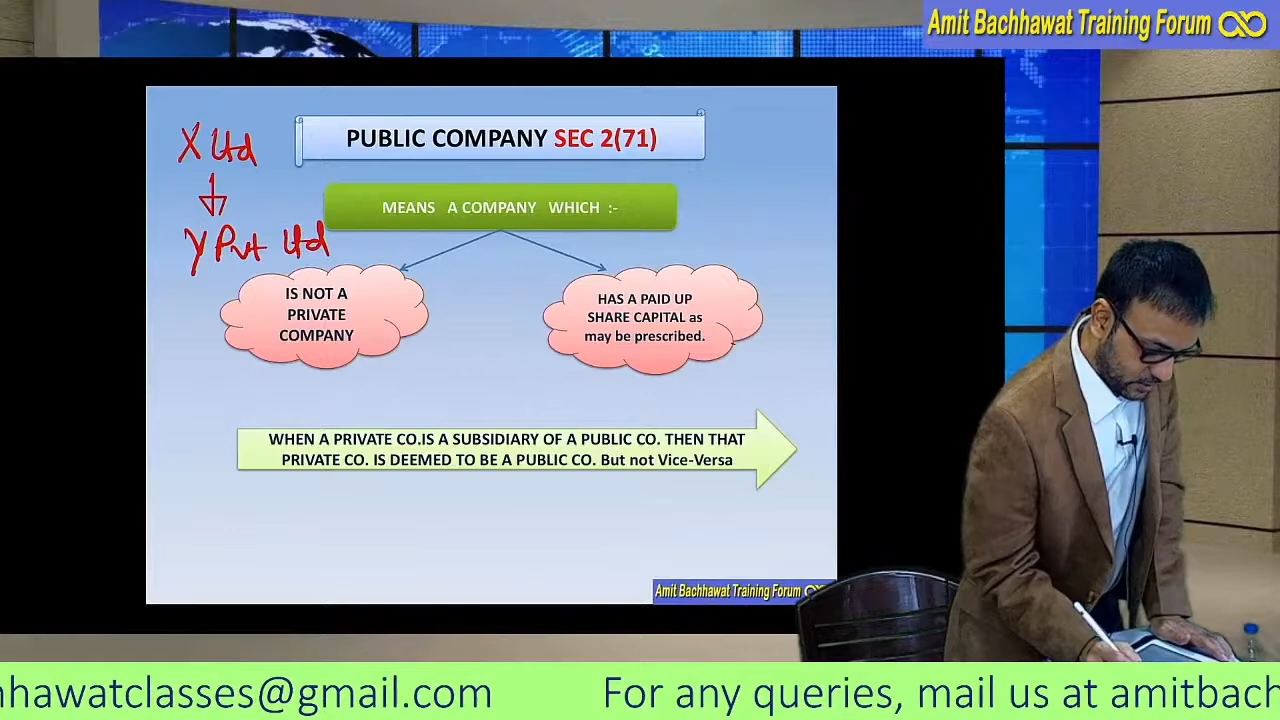 Amit Bachhawat Training Forum
X Ltd
PUBLIC COMPANY SEC 2(71)
MEANS A COMPANY WHICH :-
Y Pvt Ltd
IS NOT A
PRIVATE
COMPANY
HAS A PAID UP
SHARE CAPITAL as
may be prescribed.
WHEN A PRIVATE CO.IS A SUBSIDIARY OF A PUBLIC CO. THEN THAT
PRIVATE CO. IS DEEMED TO BE A PUBLIC CO. But not Vice-Versa
Amit Bachhawat Training Forum
hhawatclasses@gmail.com For any queries, mail us at amitbach